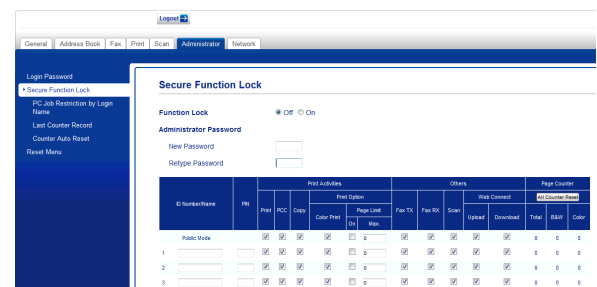 Logout
General Address Book Fax Print Scan Administrator Network
Login Password
Secure Function Lock
PC Job Restriction by Login
Name
Last Counter Record
Counter Auto Reset
Reset Menu
Secure Function Lock
Function Lock Off On
Administrator Password
New Password
Retype Password
Print Activities Others Page Counter
ID Number/Name PIN Print PCC Copy Print Option Fax TX Fax RX Scan Web Connect All Counter Reset
Color Print Page Limit Upload Download Total B&W Color
On Max.
Public Mode 0 0 0 0
1 0 0 0 0
2 0 0 0 0
3 0 0 0 0